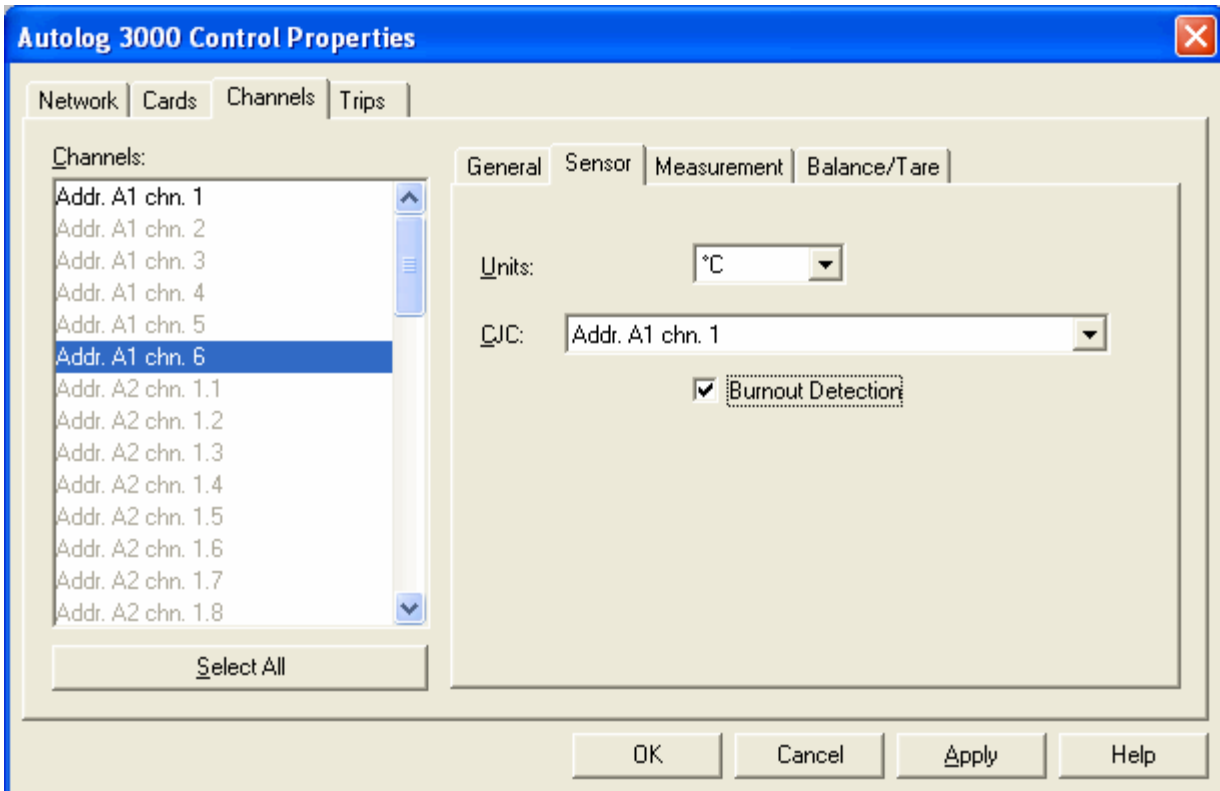 Autolog 3000 Control Properties
Network Cards Channels Trips
Channels:
Addr. A1 chn. 1
Addr. A1 chn. 2
Addr. A1 chn. 3
Addr. A1 chn. 4
Addr. A1 chn. 5
Addr. A1 chn. 6
Addr. A2 chn. 1.1
Addr. A2 chn. 1.2
Addr. A2 chn. 1.3
Addr. A2 chn. 1.4
Addr. A2 chn. 1.5
Addr. A2 chn. 1.6
Addr. A2 chn. 1.7
Addr. A2 chn. 1.8
Select All
General Sensor Measurement Balance/Tare
Units: °C
CJC: Addr. A1 chn. 1
Burnout Detection
OK Cancel Apply Help